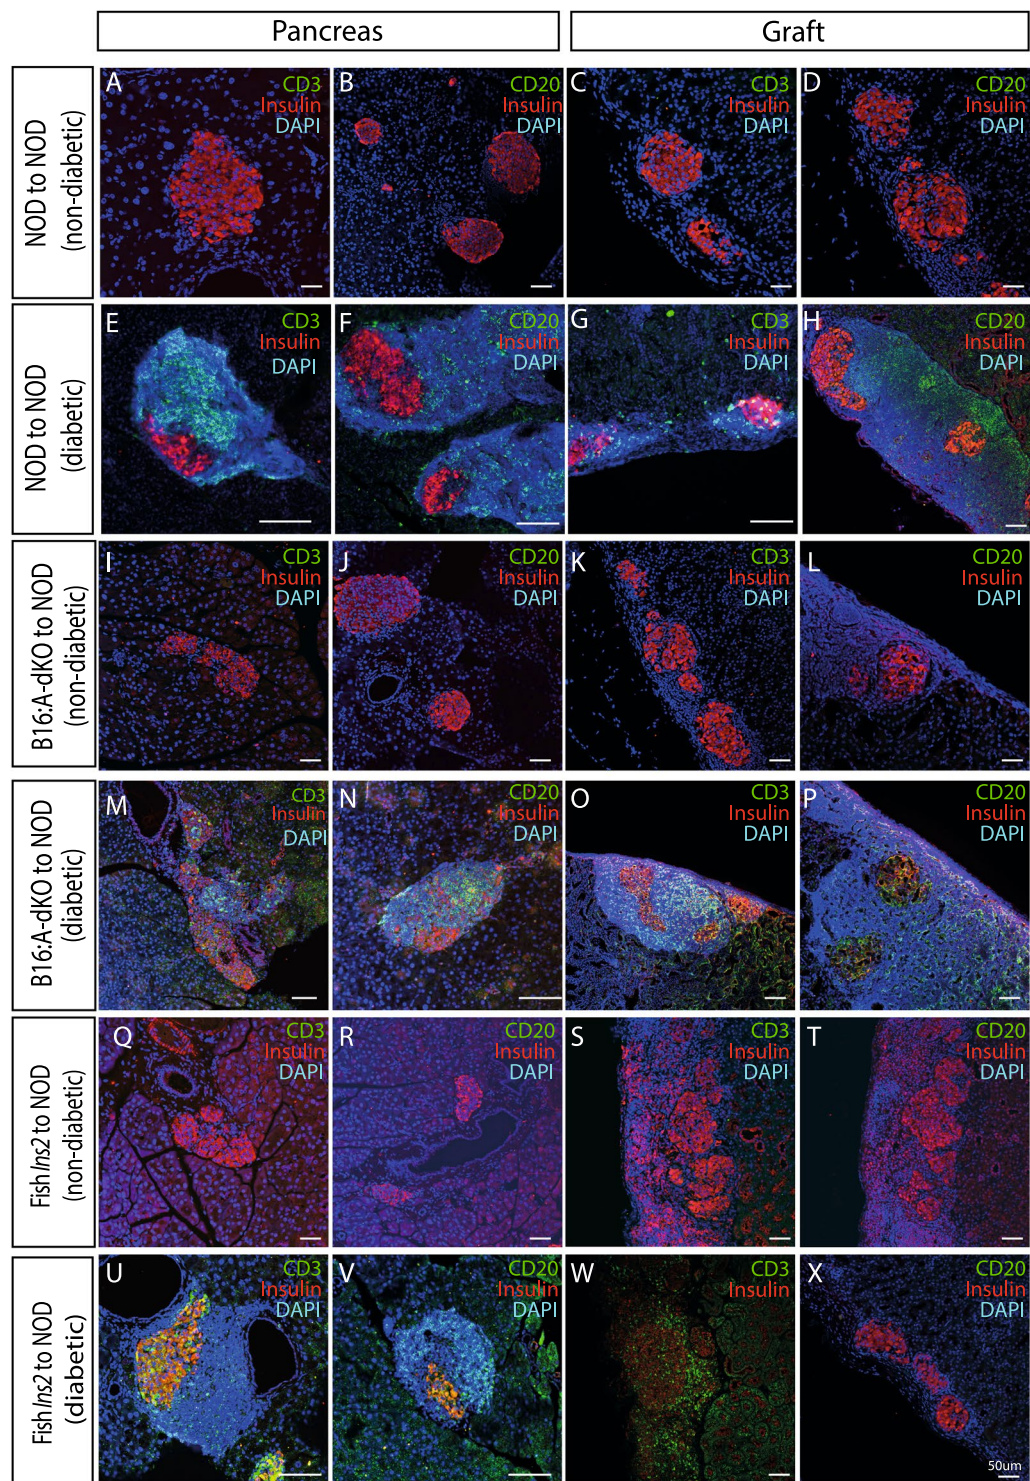 Pancreas
Graft
NOD to NOD
(non-diabetic)
A
CD3
Insulin
DAPI
B
CD20
Insulin
DAPI
C
CD3
Insulin
DAPI
D
CD20
Insulin
DAPI
NOD to NOD
(diabetic)
E
CD3
Insulin
DAPI
F
CD20
Insulin
DAPI
G
CD3
Insulin
DAPI
H
CD20
Insulin
DAPI
B16:A-dKO to NOD
(non-diabetic)
I
CD3
Insulin
DAPI
J
CD20
Insulin
DAPI
K
CD3
Insulin
DAPI
L
CD20
Insulin
DAPI
B16:A-dKO to NOD
(diabetic)
M
CD3
Insulin
DAPI
N
CD20
Insulin
DAPI
O
CD3
Insulin
DAPI
P
CD20
Insulin
DAPI
Fish Ins2 to NOD
(non-diabetic)
Q
CD3
Insulin
DAPI
R
CD20
Insulin
DAPI
S
CD3
Insulin
DAPI
T
CD20
Insulin
DAPI
Fish Ins2 to NOD
(diabetic)
U
CD3
Insulin
DAPI
V
CD20
Insulin
DAPI
W
CD3
Insulin
X
CD20
Insulin
DAPI
50um